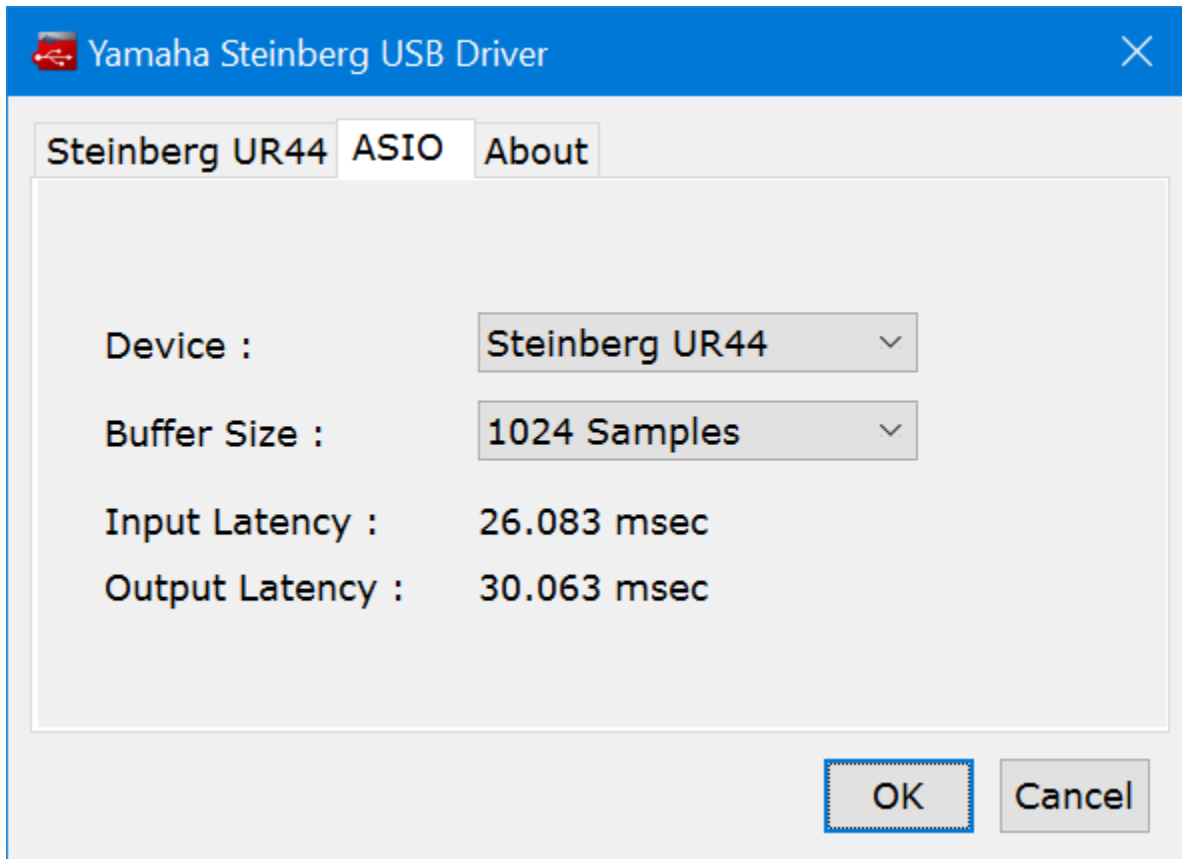 Yamaha Steinberg USB Driver
Steinberg UR44 ASIO About
Device : Steinberg UR44
Buffer Size : 1024 Samples
Input Latency : 26.083 msec
Output Latency : 30.063 msec
OK Cancel